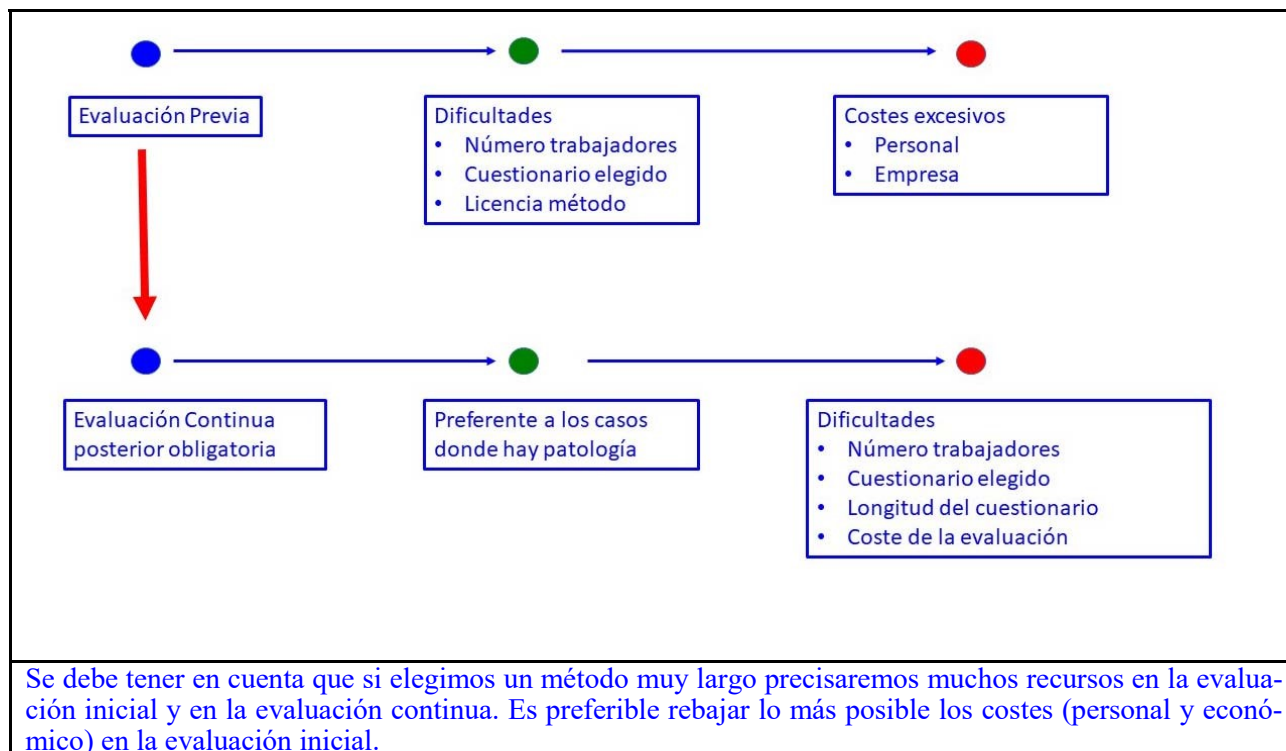 Evaluación Previa
Dificultades
• Número trabajadores
• Cuestionario elegido
• Licencia método
Costes excesivos
• Personal
• Empresa
Evaluación Continua
posterior obligatoria
Preferente a los casos
donde hay patología
Dificultades
• Número trabajadores
• Cuestionario elegido
• Longitud del cuestionario
• Coste de la evaluación
Se debe tener en cuenta que si elegimos un método muy largo precisaremos muchos recursos en la evalua-
ción inicial y en la evaluación continua. Es preferible rebajar lo más posible los costes (personal y econó-
mico) en la evaluación inicial.